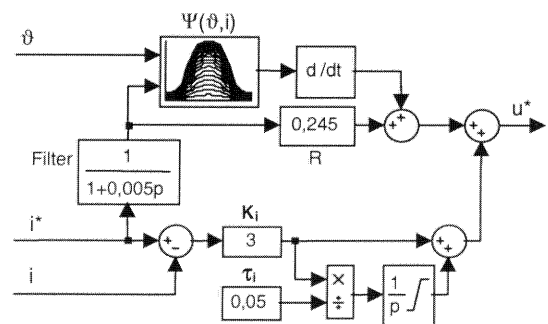 Ψ(ϑ,i)
ϑ
d/dt
u*
0,245
R
Filter
1
1+0,005p
i*
Kᵢ
3
i
τᵢ
0,05
×
÷
1
p